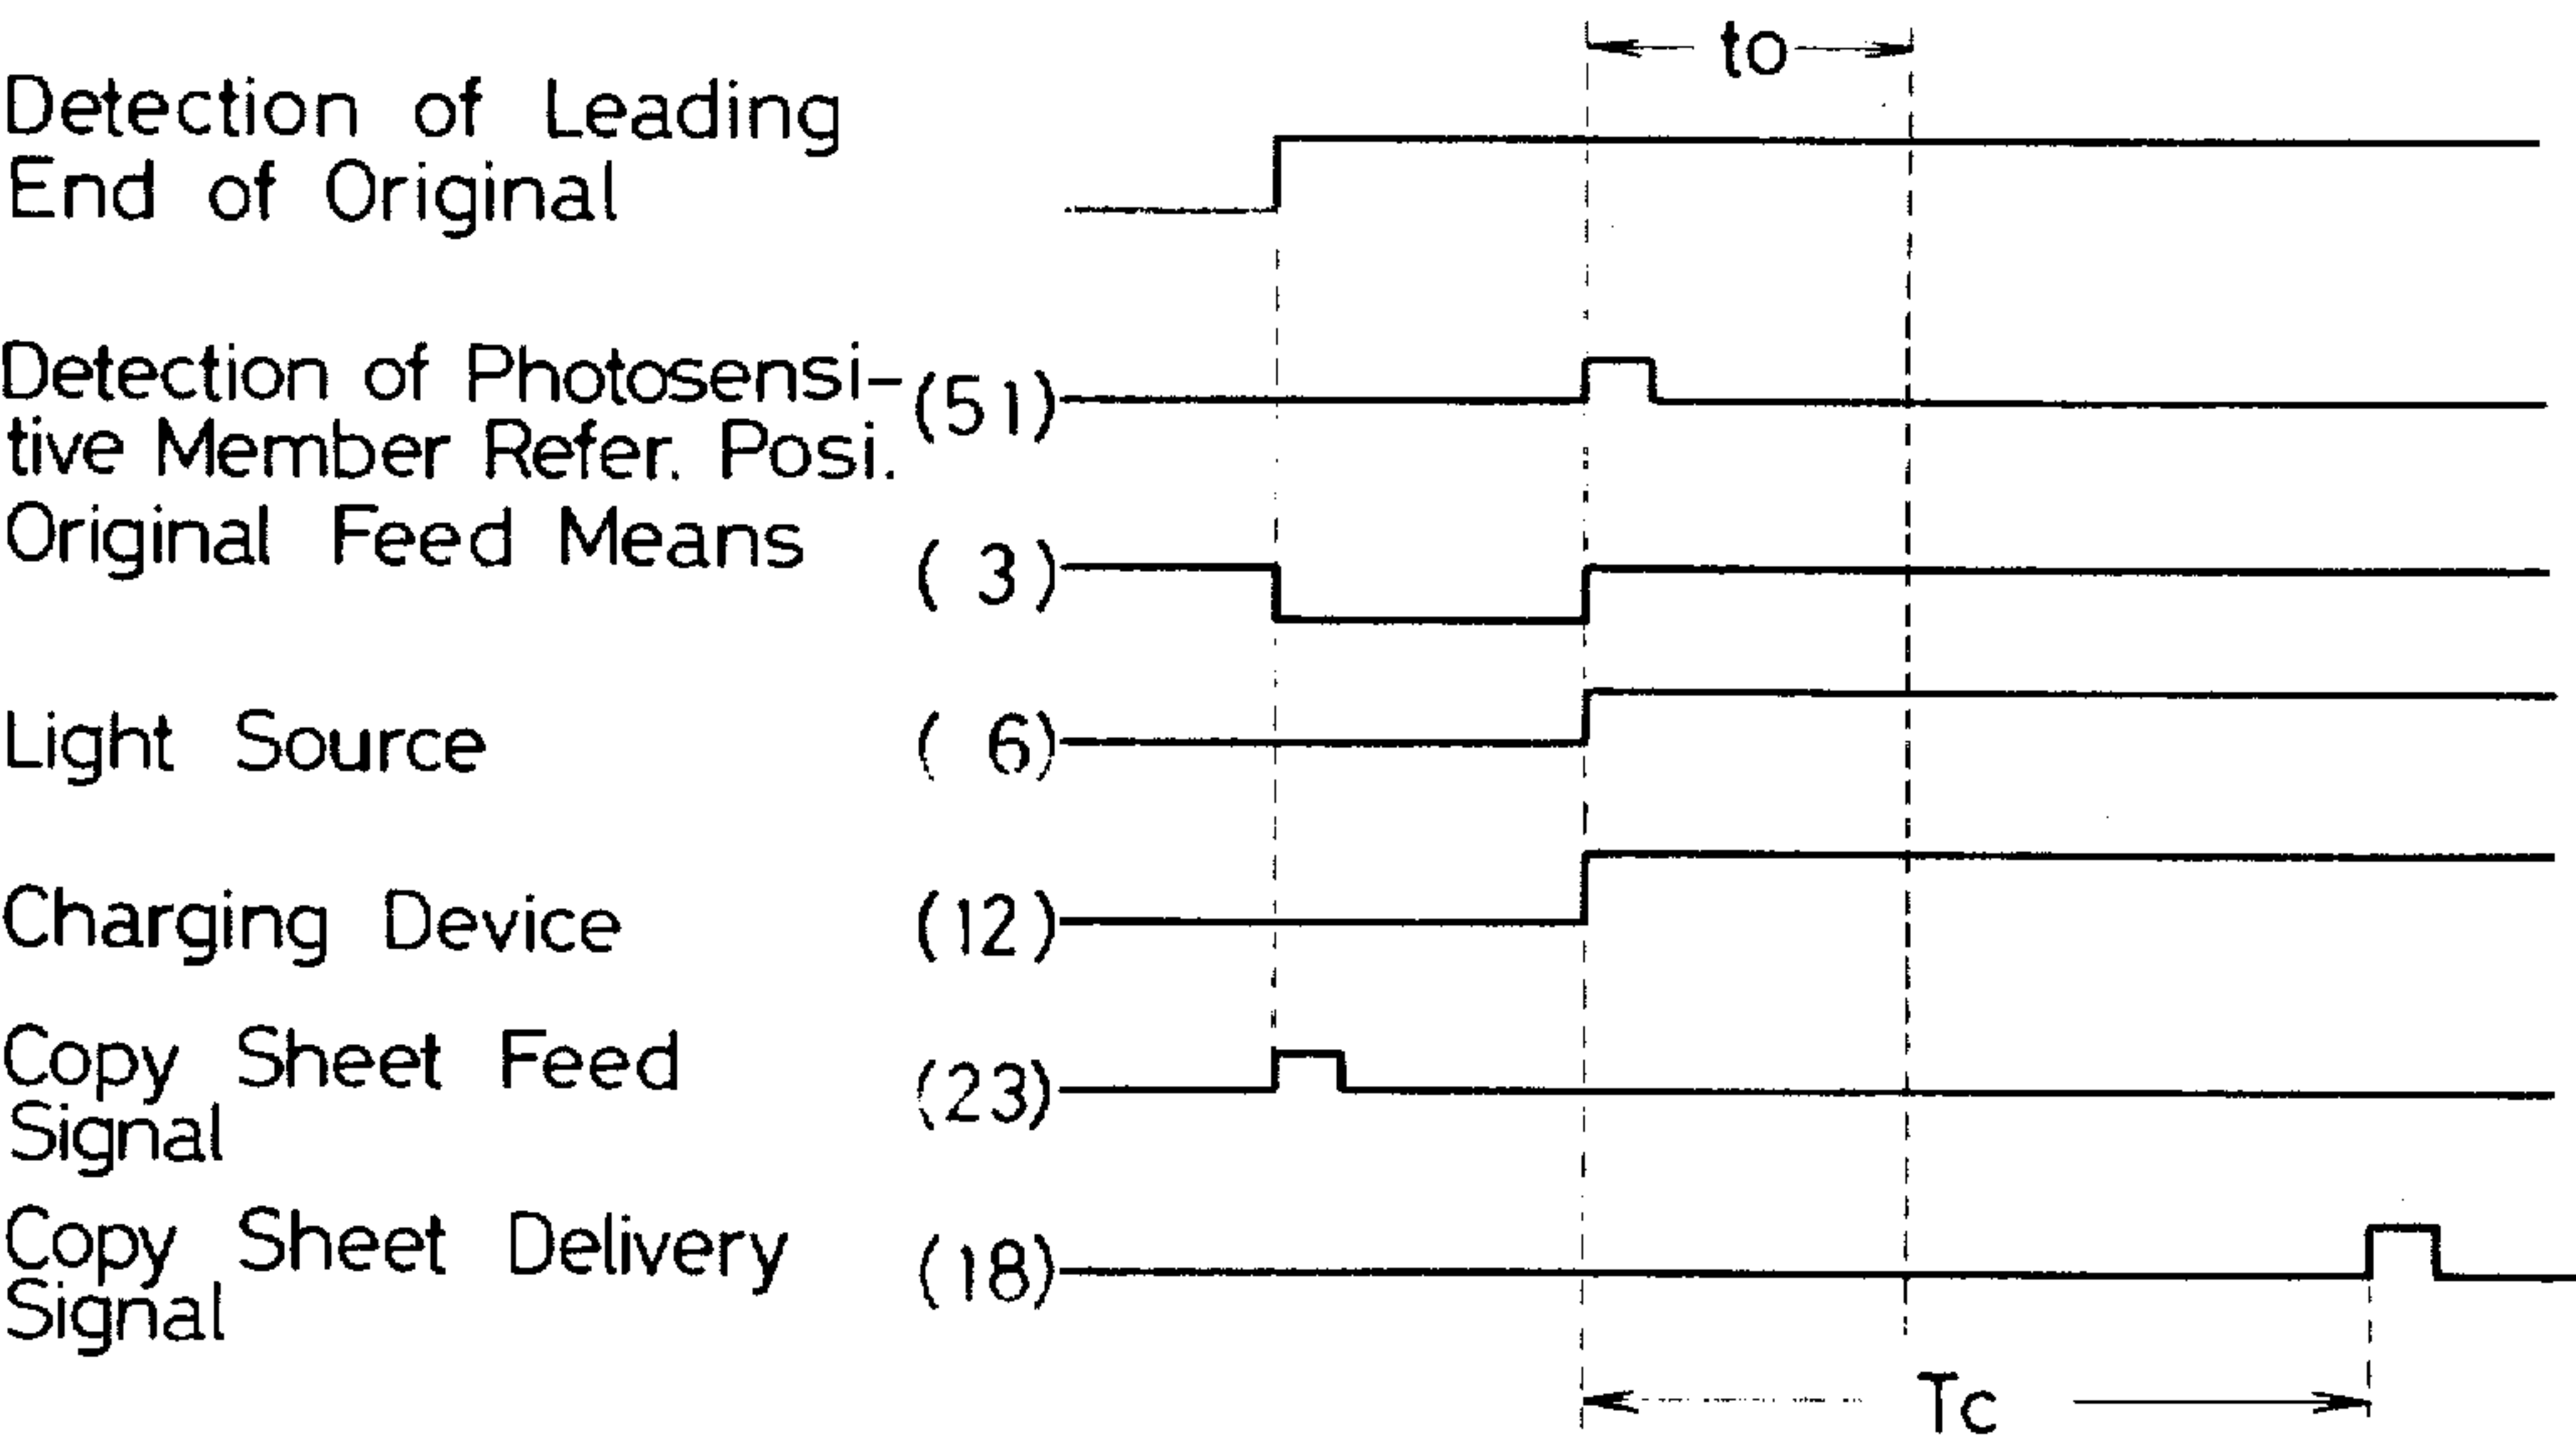 to
Detection of Leading
End of Original
Detection of Photosensi- (51)
tive Member Refer. Posi.
Original Feed Means ( 3 )
Light Source ( 6)
Charging Device (12)
Copy Sheet Feed (23)
Signal
Copy Sheet Delivery (18)
Signal
Tc